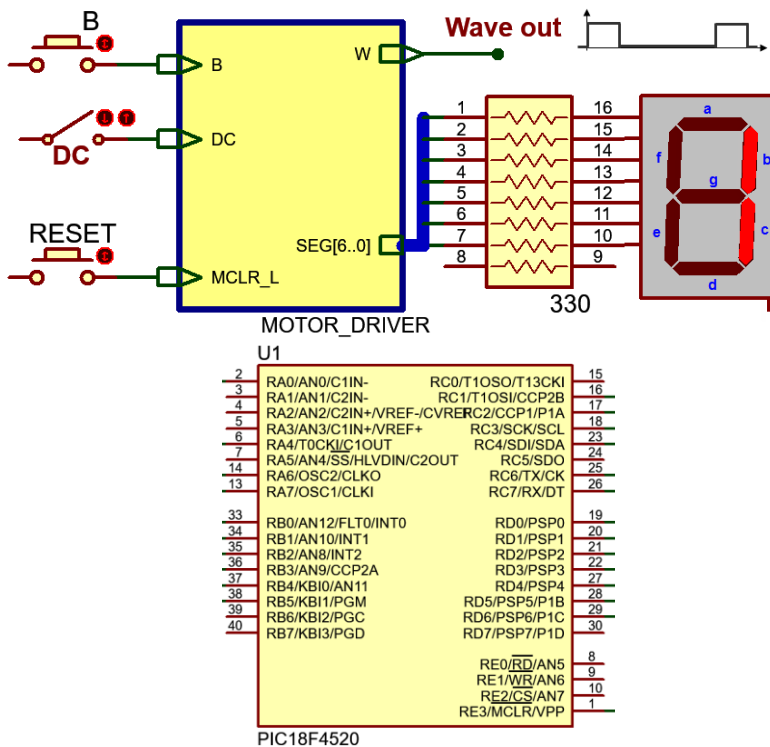 B
Wave out
B
W
DC
DC
SEG[6..0]
RESET
MCLR_L
MOTOR_DRIVER
1 16
2 15
3 14
4 13
5 12
6 11
7 10
8 9
330
a
f b
g
e c
d
U1
2 RA0/AN0/C1IN- RC0/T1OSO/T13CKI 15
3 RA1/AN1/C2IN- RC1/T1OSI/CCP2B 16
4 RA2/AN2/C2IN+/VREF-/CVREF RC2/CCP1/P1A 17
5 RA3/AN3/C1IN+/VREF+ RC3/SCK/SCL 18
6 RA4/T0CKI/C1OUT RC4/SDI/SDA 23
7 RA5/AN4/SS/HLVDIN/C2OUT RC5/SDO 24
14 RA6/OSC2/CLKO RC6/TX/CK 25
13 RA7/OSC1/CLKI RC7/RX/DT 26
33 RB0/AN12/FLT0/INT0 RD0/PSP0 19
34 RB1/AN10/INT1 RD1/PSP1 20
35 RB2/AN8/INT2 RD2/PSP2 21
36 RB3/AN9/CCP2A RD3/PSP3 22
37 RB4/KBI0/AN11 RD4/PSP4 27
38 RB5/KBI1/PGM RD5/PSP5/P1B 28
39 RB6/KBI2/PGC RD6/PSP6/P1C 29
40 RB7/KBI3/PGD RD7/PSP7/P1D 30
RE0/RD/AN5 8
RE1/WR/AN6 9
RE2/CS/AN7 10
RE3/MCLR/VPP 1
PIC18F4520